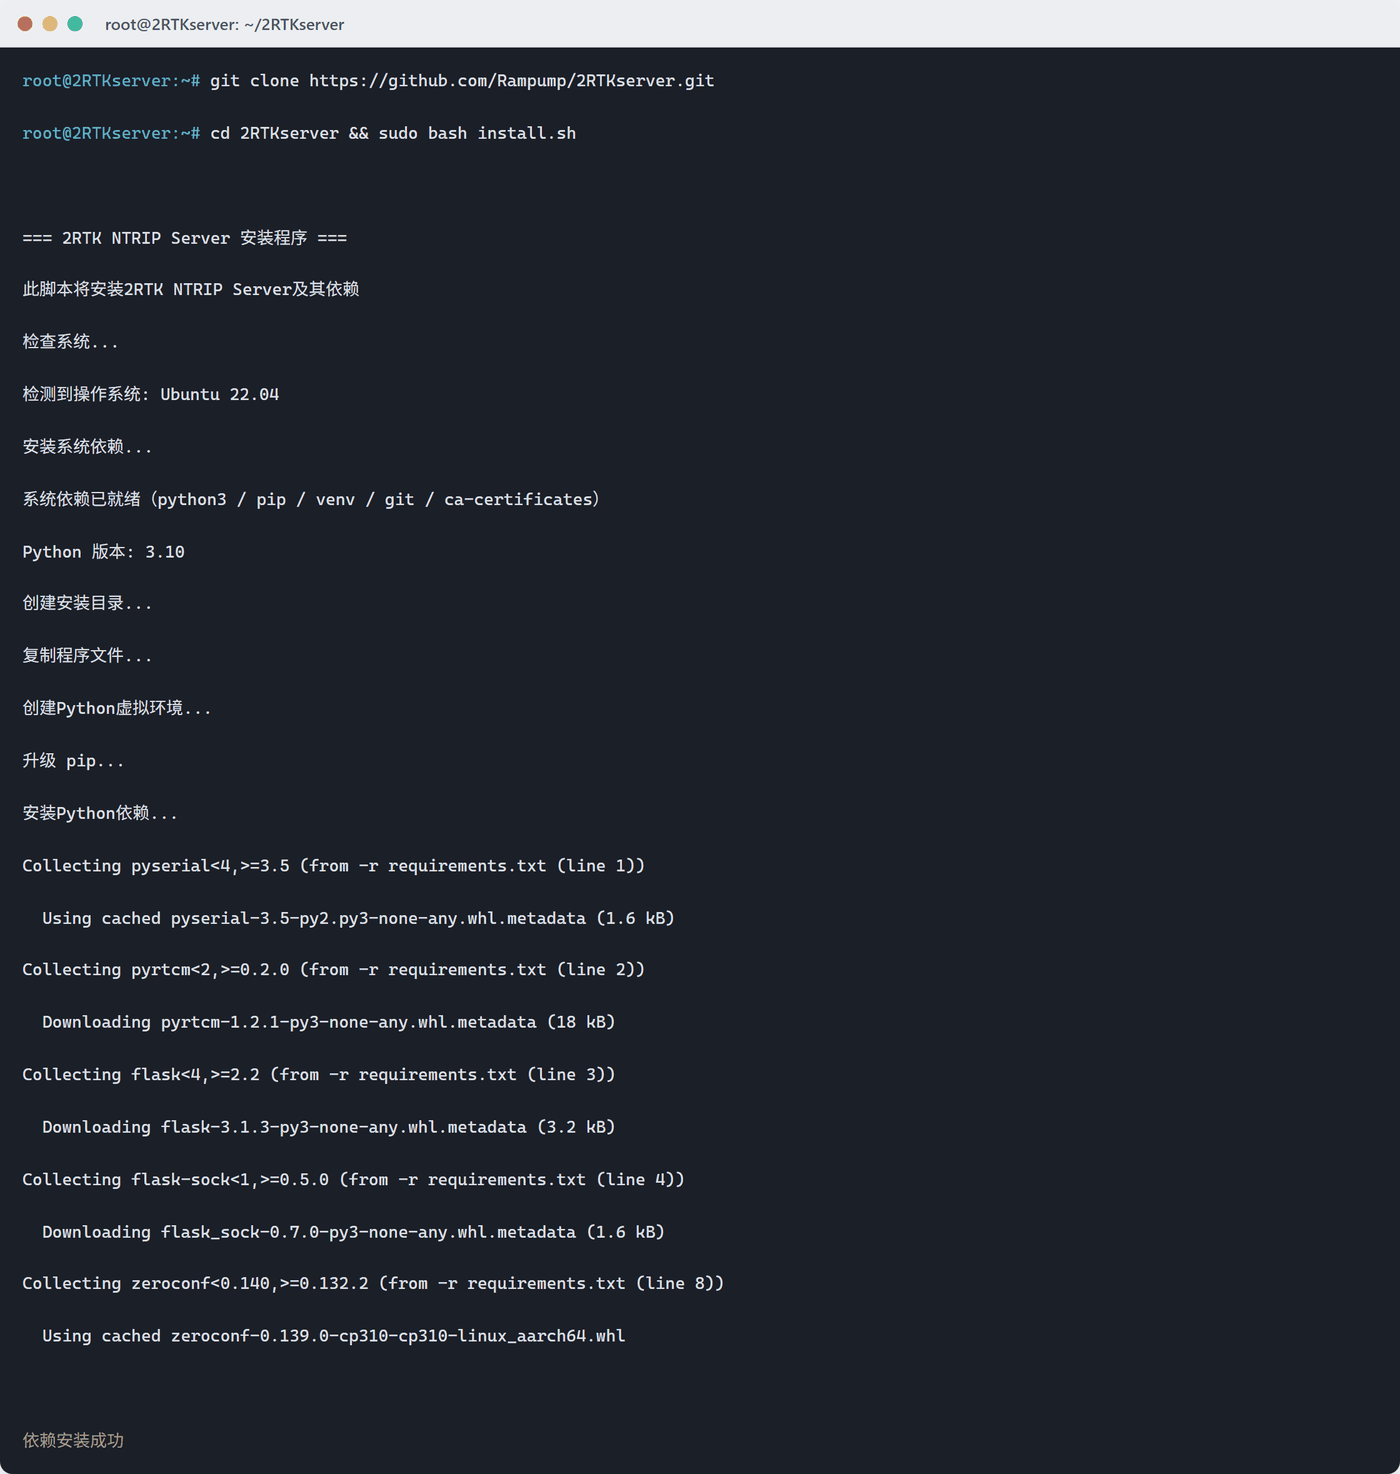 root@2RTKserver: ~/2RTKserver
root@2RTKserver:~# git clone https://github.com/Rampump/2RTKserver.git
root@2RTKserver:~# cd 2RTKserver && sudo bash install.sh
=== 2RTK NTRIP Server 安装程序 ===
此脚本将安装2RTK NTRIP Server及其依赖
检查系统...
检测到操作系统: Ubuntu 22.04
安装系统依赖...
系统依赖已就绪（python3 / pip / venv / git / ca-certificates）
Python 版本: 3.10
创建安装目录...
复制程序文件...
创建Python虚拟环境...
升级 pip...
安装Python依赖...
Collecting pyserial<4,>=3.5 (from -r requirements.txt (line 1))
  Using cached pyserial-3.5-py2.py3-none-any.whl.metadata (1.6 kB)
Collecting pyrtcm<2,>=0.2.0 (from -r requirements.txt (line 2))
  Downloading pyrtcm-1.2.1-py3-none-any.whl.metadata (18 kB)
Collecting flask<4,>=2.2 (from -r requirements.txt (line 3))
  Downloading flask-3.1.3-py3-none-any.whl.metadata (3.2 kB)
Collecting flask-sock<1,>=0.5.0 (from -r requirements.txt (line 4))
  Downloading flask_sock-0.7.0-py3-none-any.whl.metadata (1.6 kB)
Collecting zeroconf<0.140,>=0.132.2 (from -r requirements.txt (line 8))
  Using cached zeroconf-0.139.0-cp310-cp310-linux_aarch64.whl
依赖安装成功